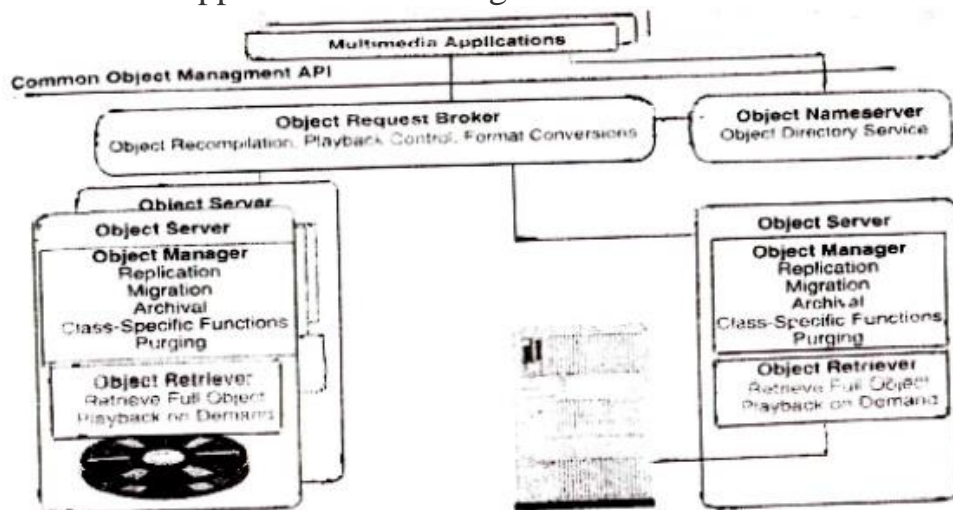 Multimedia Applications
Common Object Managment API
Object Request Broker
Object Recompilation, Playback Control, Format Conversions
Object Nameserver
Object Directory Service
Object Server
Object Server
Object Manager
Replication
Migration
Archival
Class-Specific Functions
Purging
Object Retriever
Retrieve Full Object
Playback on Demand
Object Server
Object Manager
Replication
Migration
Archival
Class-Specific Functions
Purging
Object Retriever
Retrieve Full Object
Playback on Demand